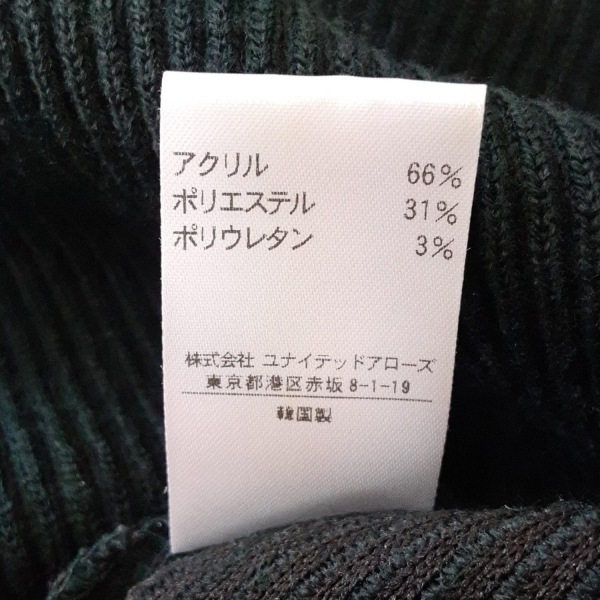 アクリル 66%
ポリエステル 31%
ポリウレタン 3%
株式会社 ユナイテッドアローズ
東京都港区赤坂 8-1-19
韓国製